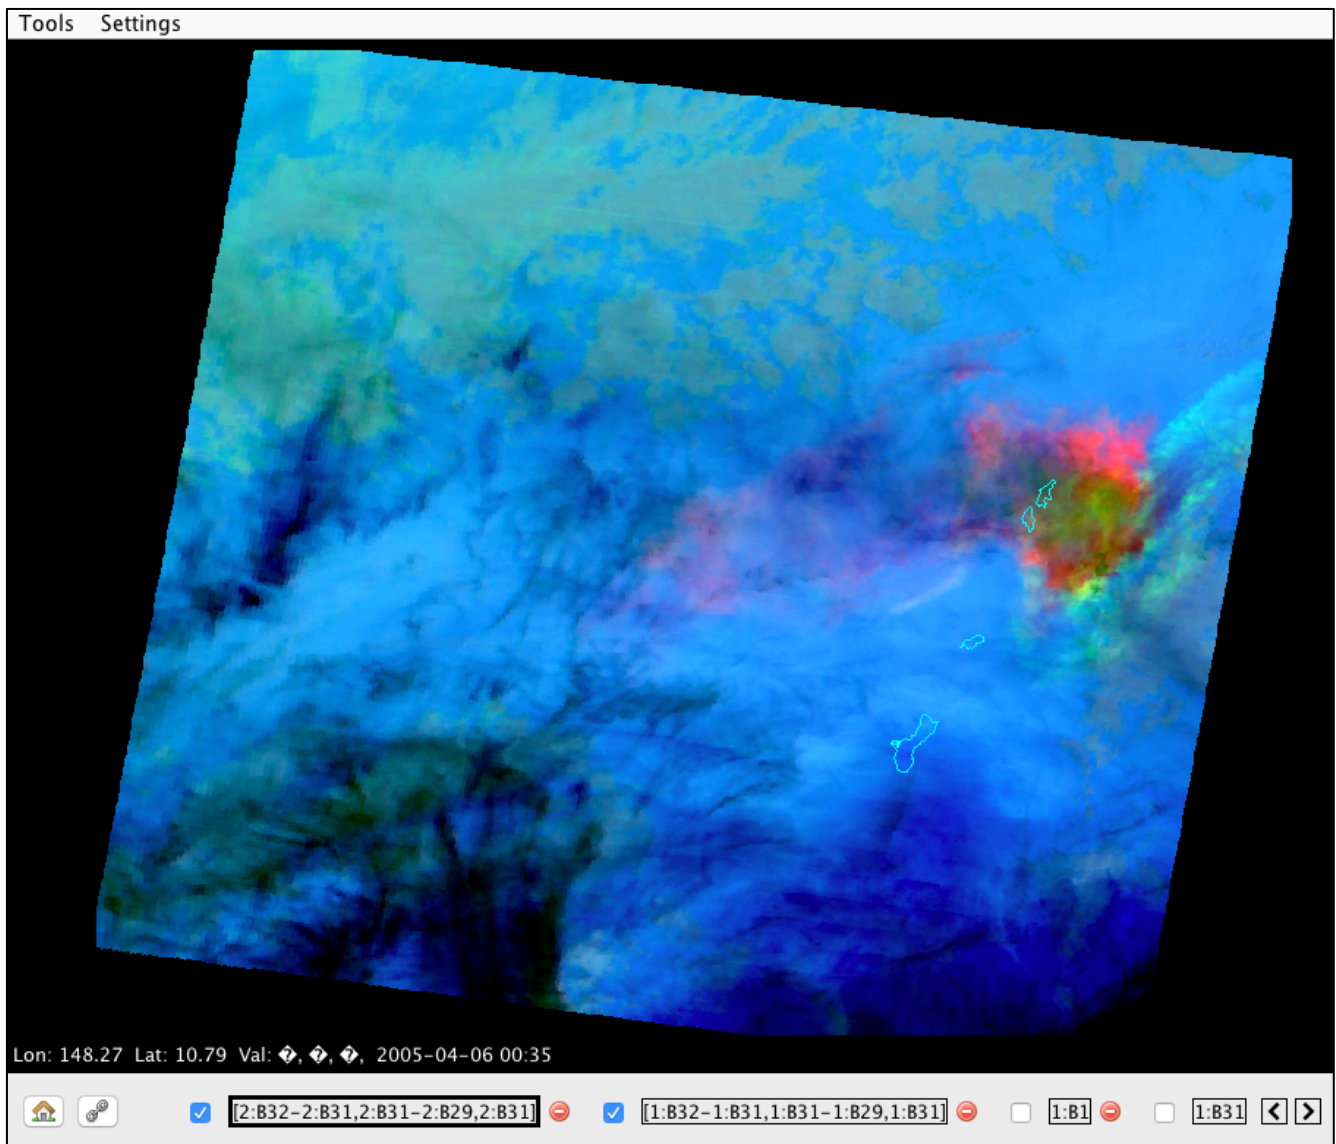 Tools Settings
Lon: 148.27 Lat: 10.79 Val: �, �, �, 2005-04-06 00:35
[2:B32-2:B31,2:B31-2:B29,2:B31] [1:B32-1:B31,1:B31-1:B29,1:B31] 1:B1 1:B31